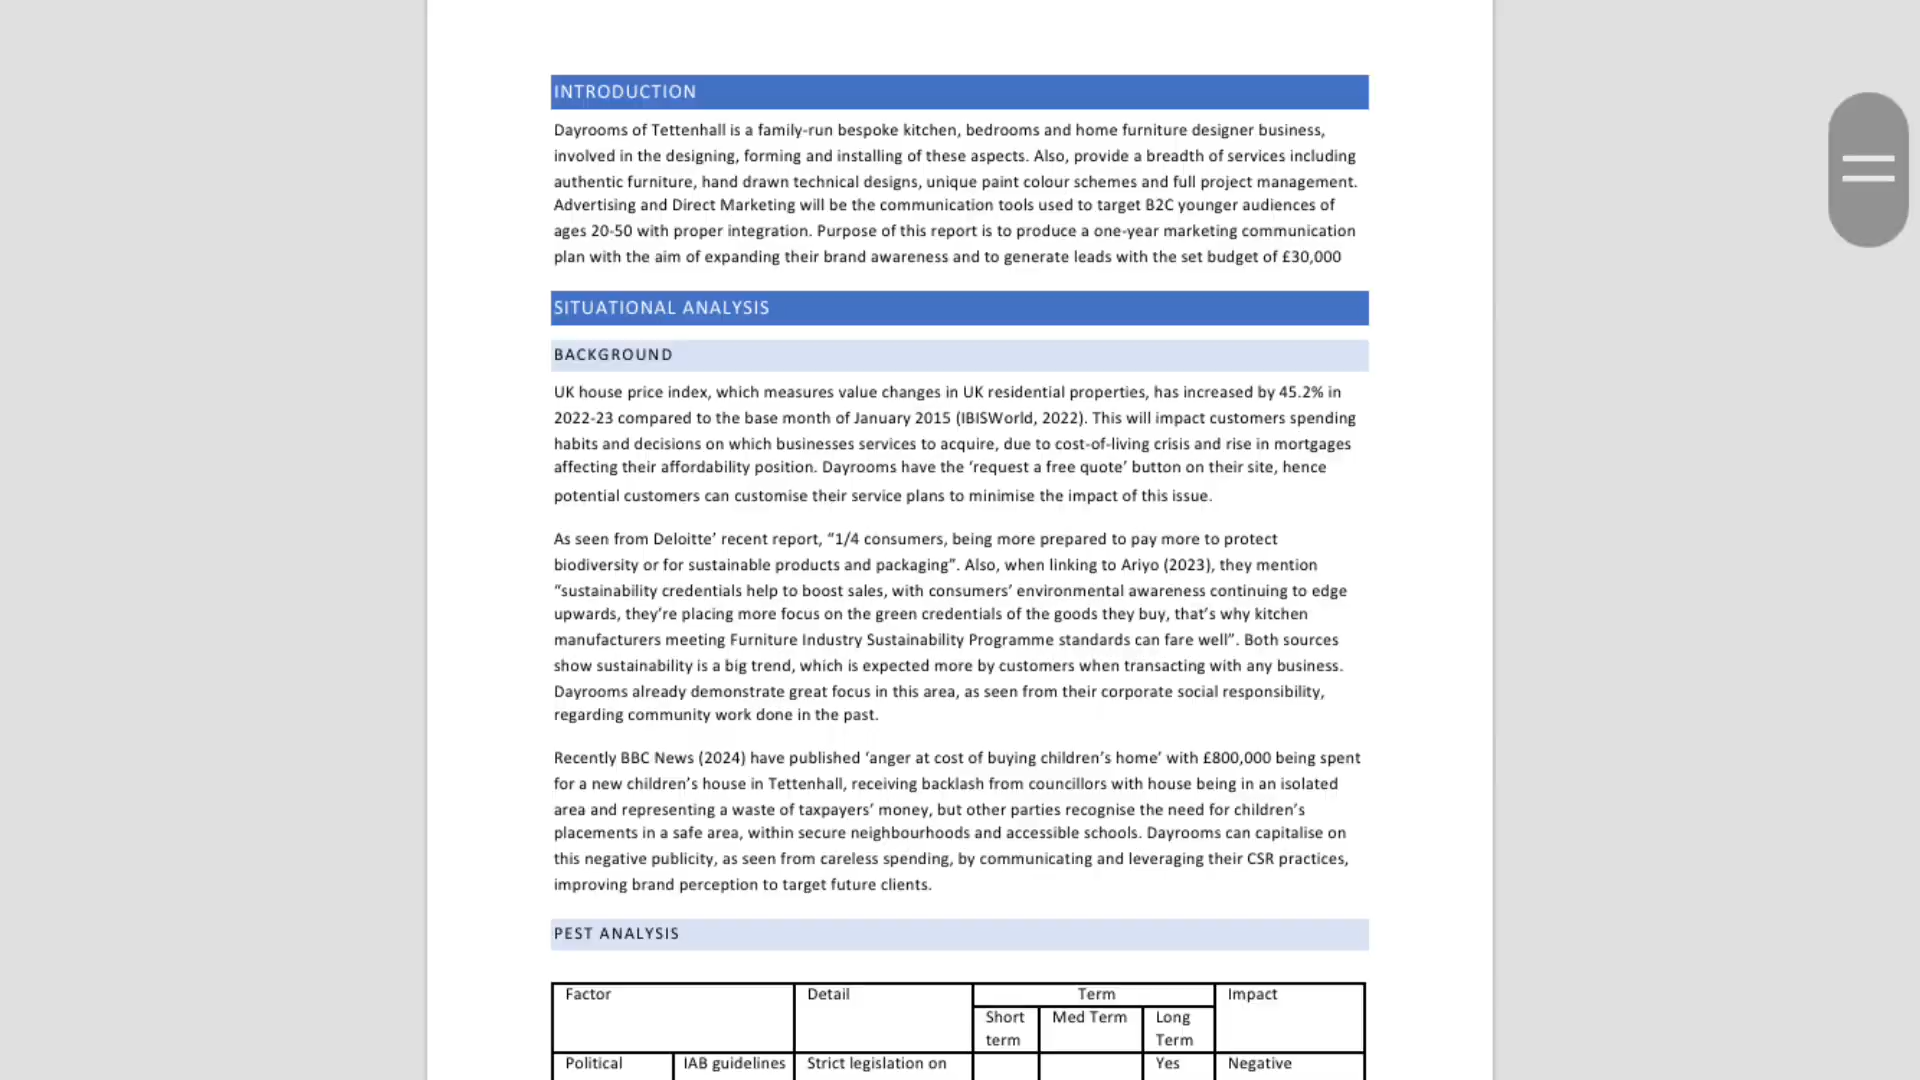 INTRODUCTION
Dayrooms of Tettenhall is a family-run bespoke kitchen, bedrooms and home furniture designer business,
involved in the designing, forming and installing of these aspects. Also, provide a breadth of services including
authentic furniture, hand drawn technical designs, unique paint colour schemes and full project management.
Advertising and Direct Marketing will be the communication tools used to target B2C younger audiences of
ages 20-50 with proper integration. Purpose of this report is to produce a one-year marketing communication
plan with the aim of expanding their brand awareness and to generate leads with the set budget of £30,000
SITUATIONAL ANALYSIS
BACKGROUND
UK house price index, which measures value changes in UK residential properties, has increased by 45.2% in
2022-23 compared to the base month of January 2015 (IBISWorld, 2022). This will impact customers spending
habits and decisions on which businesses services to acquire, due to cost-of-living crisis and rise in mortgages
affecting their affordability position. Dayrooms have the ‘request a free quote’ button on their site, hence
potential customers can customise their service plans to minimise the impact of this issue.
As seen from Deloitte’ recent report, “1/4 consumers, being more prepared to pay more to protect
biodiversity or for sustainable products and packaging”. Also, when linking to Ariyo (2023), they mention
“sustainability credentials help to boost sales, with consumers’ environmental awareness continuing to edge
upwards, they’re placing more focus on the green credentials of the goods they buy, that’s why kitchen
manufacturers meeting Furniture Industry Sustainability Programme standards can fare well”. Both sources
show sustainability is a big trend, which is expected more by customers when transacting with any business.
Dayrooms already demonstrate great focus in this area, as seen from their corporate social responsibility,
regarding community work done in the past.
Recently BBC News (2024) have published ‘anger at cost of buying children’s home’ with £800,000 being spent
for a new children’s house in Tettenhall, receiving backlash from councillors with house being in an isolated
area and representing a waste of taxpayers’ money, but other parties recognise the need for children’s
placements in a safe area, within secure neighbourhoods and accessible schools. Dayrooms can capitalise on
this negative publicity, as seen from careless spending, by communicating and leveraging their CSR practices,
improving brand perception to target future clients.
PEST ANALYSIS
Factor Detail Term Impact
Short term Med Term Long Term
Political IAB guidelines Strict legislation on Yes Negative